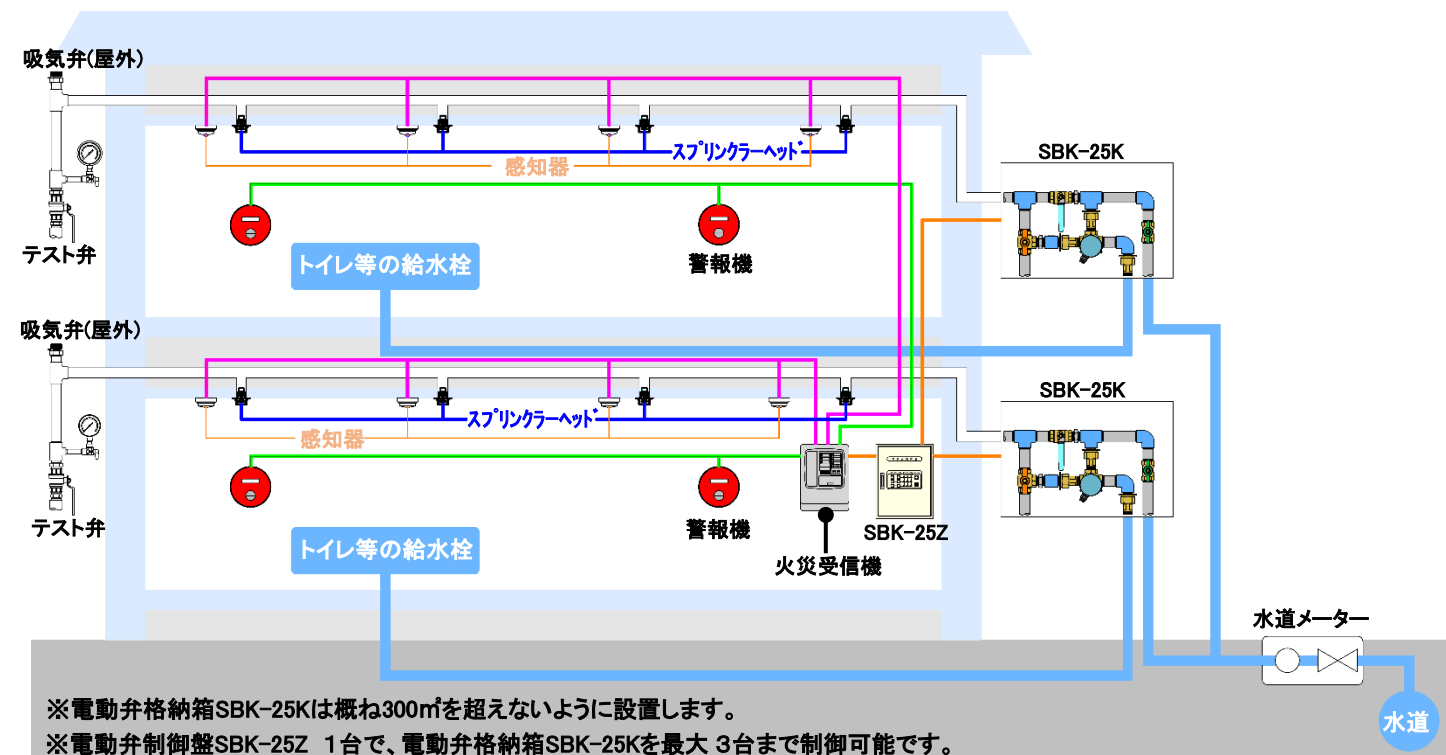 吸気弁(屋外)
スプリンクラーヘッド
感知器
SBK-25K
テスト弁
トイレ等の給水栓
警報機
吸気弁(屋外)
スプリンクラーヘッド
感知器
SBK-25K
テスト弁
トイレ等の給水栓
警報機
SBK-25Z
火災受信機
水道メーター
水道
※電動弁格納箱SBK-25Kは概ね300㎡を超えないように設置します。
※電動弁制御盤SBK-25Z 1台で、電動弁格納箱SBK-25Kを最大3台まで制御可能です。